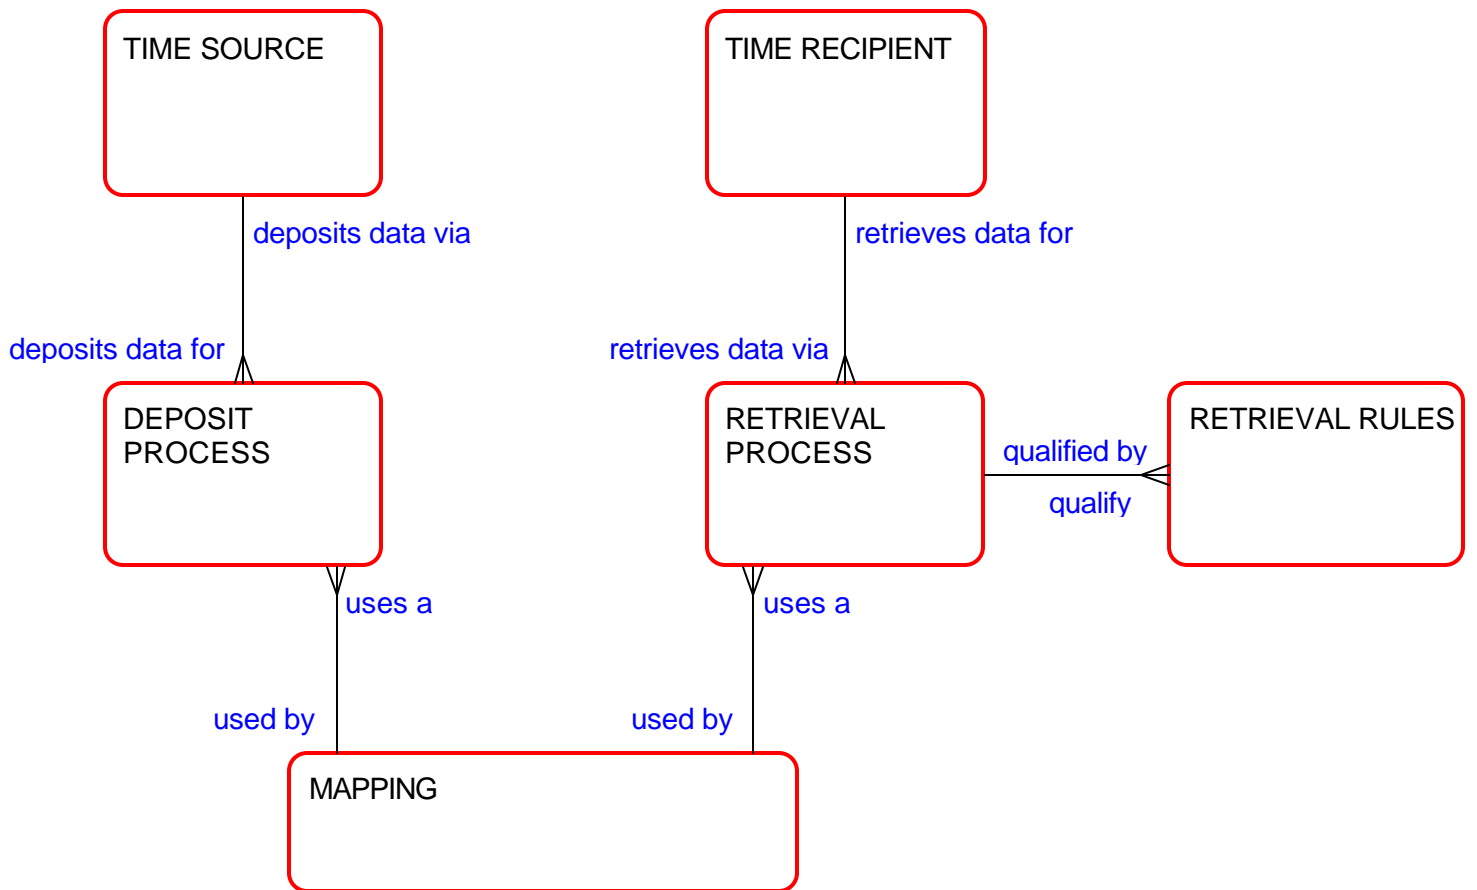 TIME SOURCE
TIME RECIPIENT
deposits data via
retrieves data for
deposits data for
retrieves data via
DEPOSIT
PROCESS
RETRIEVAL
PROCESS
RETRIEVAL RULES
qualified by
qualify
uses a
uses a
used by
used by
MAPPING